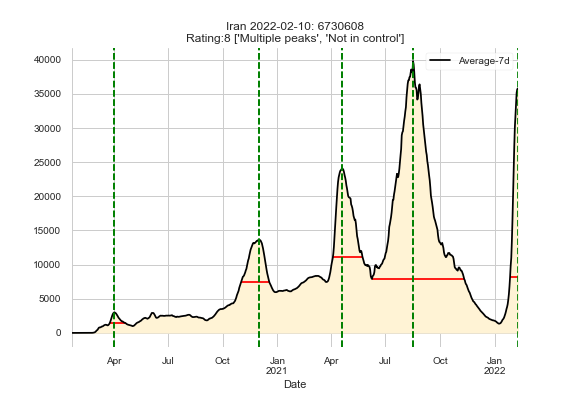 Iran 2022-02-10: 6730608
Rating:8 ['Multiple peaks', 'Not in control']
Average-7d
40000
35000
30000
25000
20000
15000
10000
5000
0
Apr Jul Oct Jan Apr Jul Oct Jan
2021 2022
Date